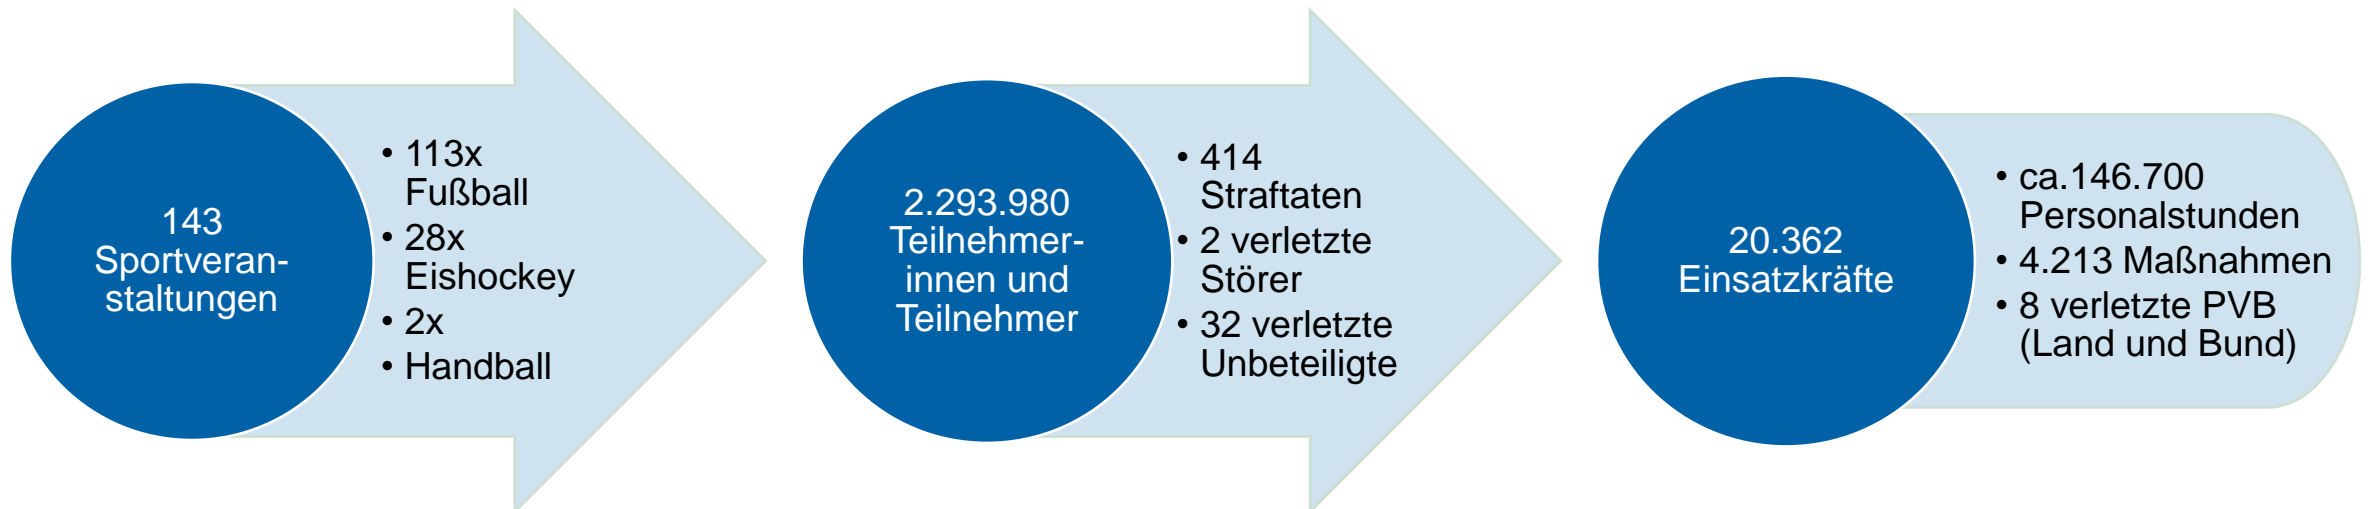 143
Sportveran-
staltungen
• 113x
Fußball
• 28x
Eishockey
• 2x
• Handball
2.293.980
Teilnehmer-
innen und
Teilnehmer
• 414
Straftaten
• 2 verletzte
Störer
• 32 verletzte
Unbeteiligte
20.362
Einsatzkräfte
• ca.146.700
Personalstunden
• 4.213 Maßnahmen
• 8 verletzte PVB
(Land und Bund)